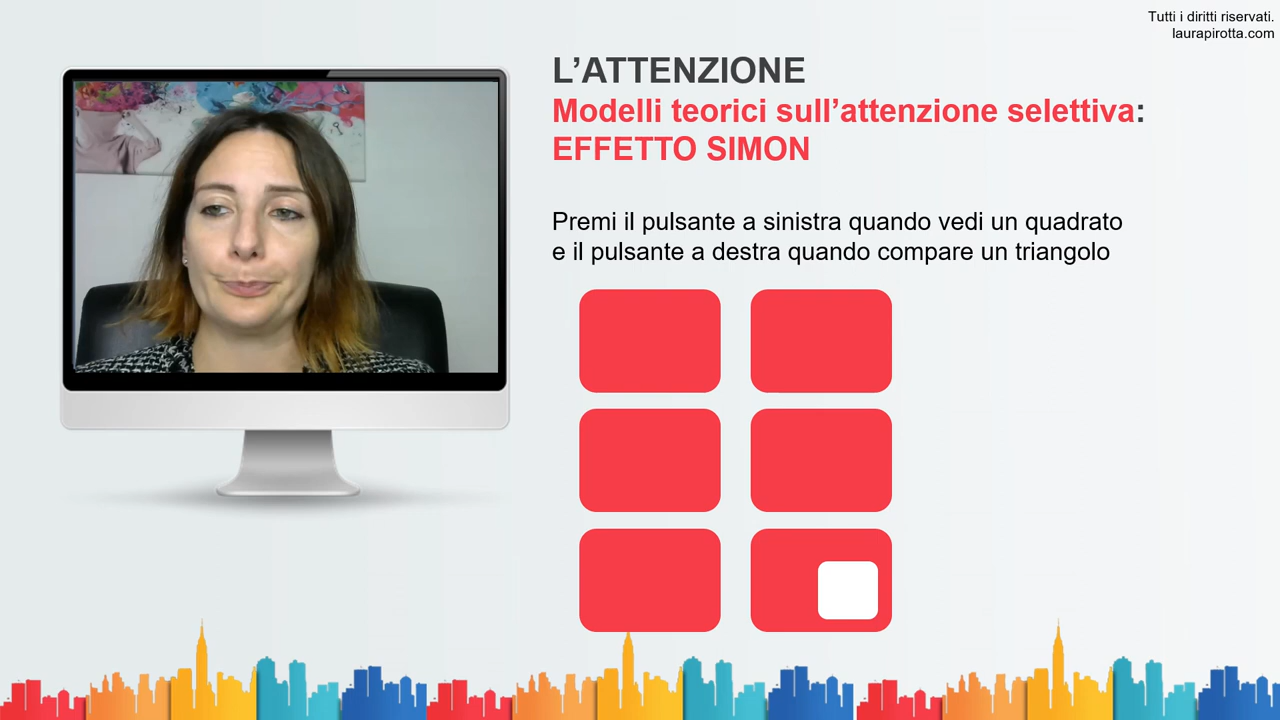 Tutti i diritti riservati.
laurapirotta.com
L’ATTENZIONE
Modelli teorici sull’attenzione selettiva:
EFFETTO SIMON
Premi il pulsante a sinistra quando vedi un quadrato
e il pulsante a destra quando compare un triangolo